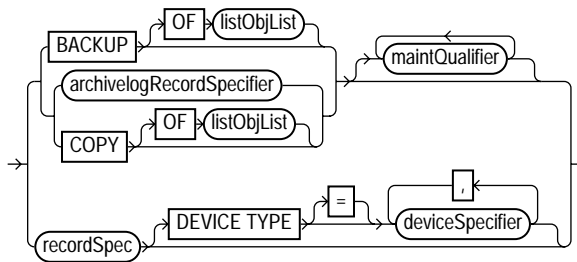 BACKUP OF listObjList
maintQualifier
archivelogRecordSpecifier
COPY OF listObjList
recordSpec DEVICE TYPE = , deviceSpecifier